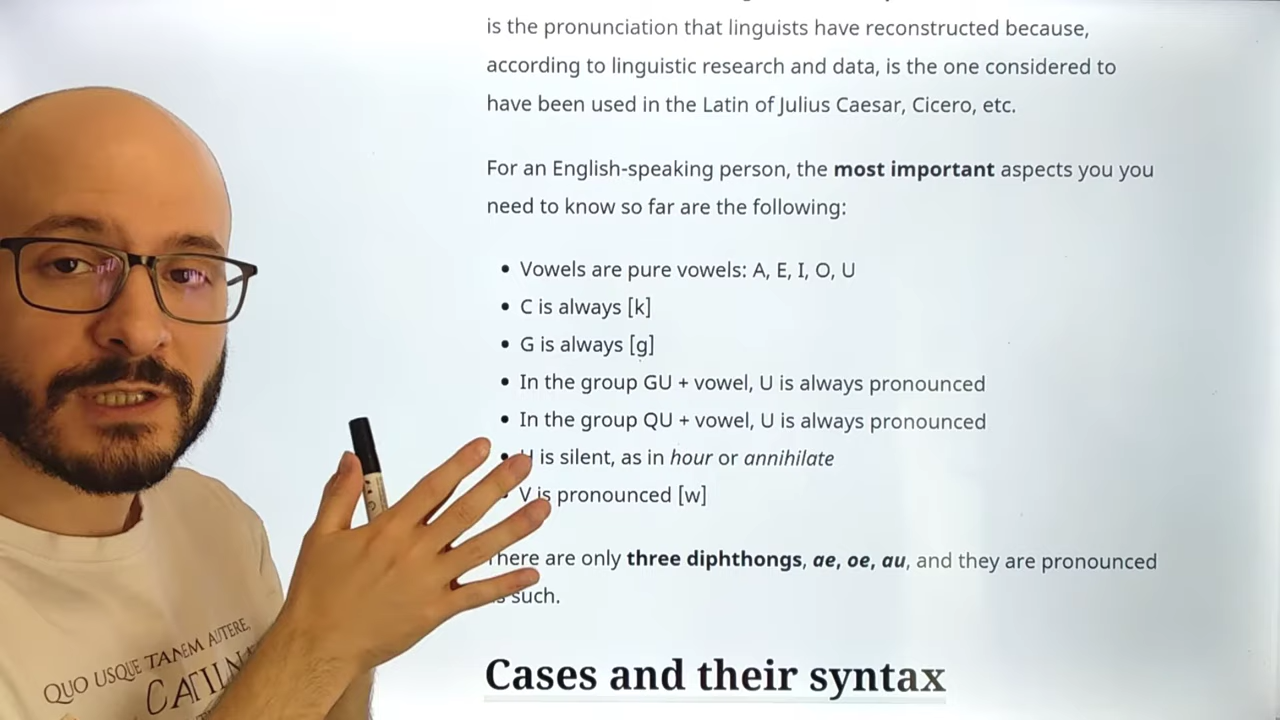 is the pronunciation that linguists have reconstructed because,
according to linguistic research and data, is the one considered to
have been used in the Latin of Julius Caesar, Cicero, etc.
For an English-speaking person, the most important aspects you you
need to know so far are the following:
• Vowels are pure vowels: A, E, I, O, U
• C is always [k]
• G is always [g]
• In the group GU + vowel, U is always pronounced
• In the group QU + vowel, U is always pronounced
• H is silent, as in hour or annihilate
• V is pronounced [w]
There are only three diphthongs, ae, oe, au, and they are pronounced
as such.
Cases and their syntax
QUO USQUE TANDEM ABUTERE,